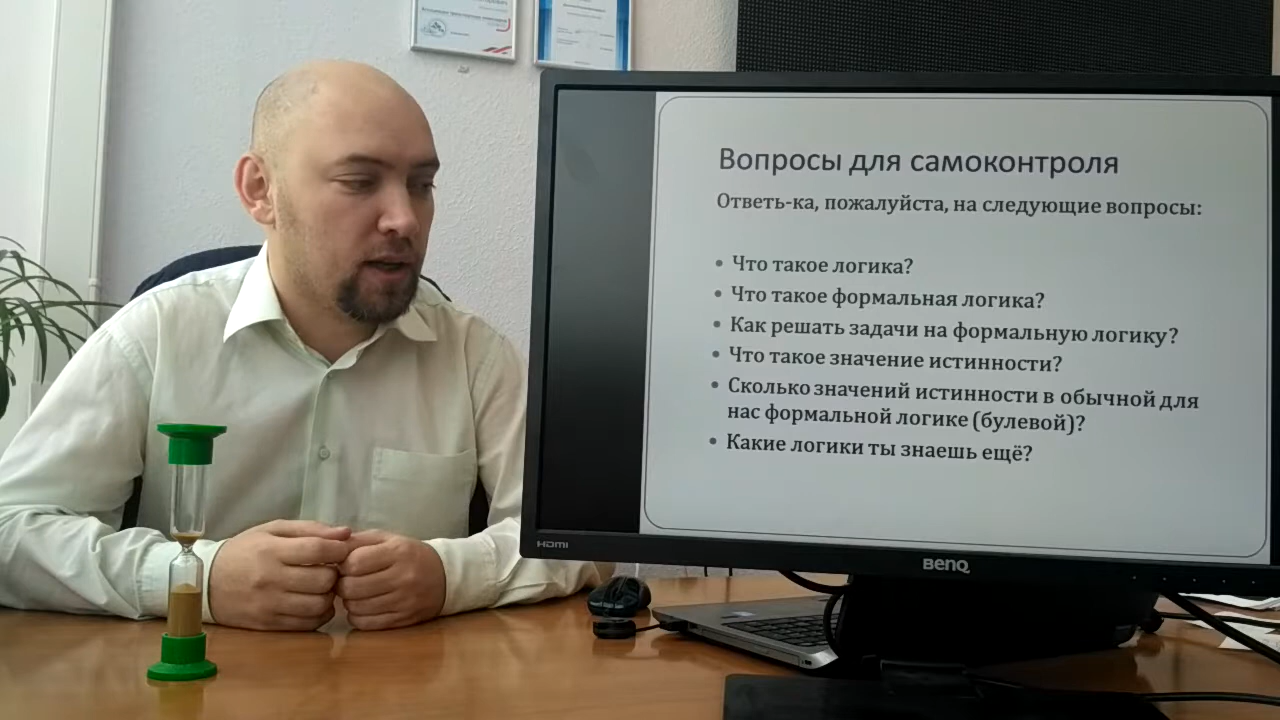 Вопросы для самоконтроля
Ответь-ка, пожалуйста, на следующие вопросы:
• Что такое логика?
• Что такое формальная логика?
• Как решать задачи на формальную логику?
• Что такое значение истинности?
• Сколько значений истинности в обычной для
нас формальной логике (булевой)?
• Какие логики ты знаешь ещё?
HDMI
BenQ